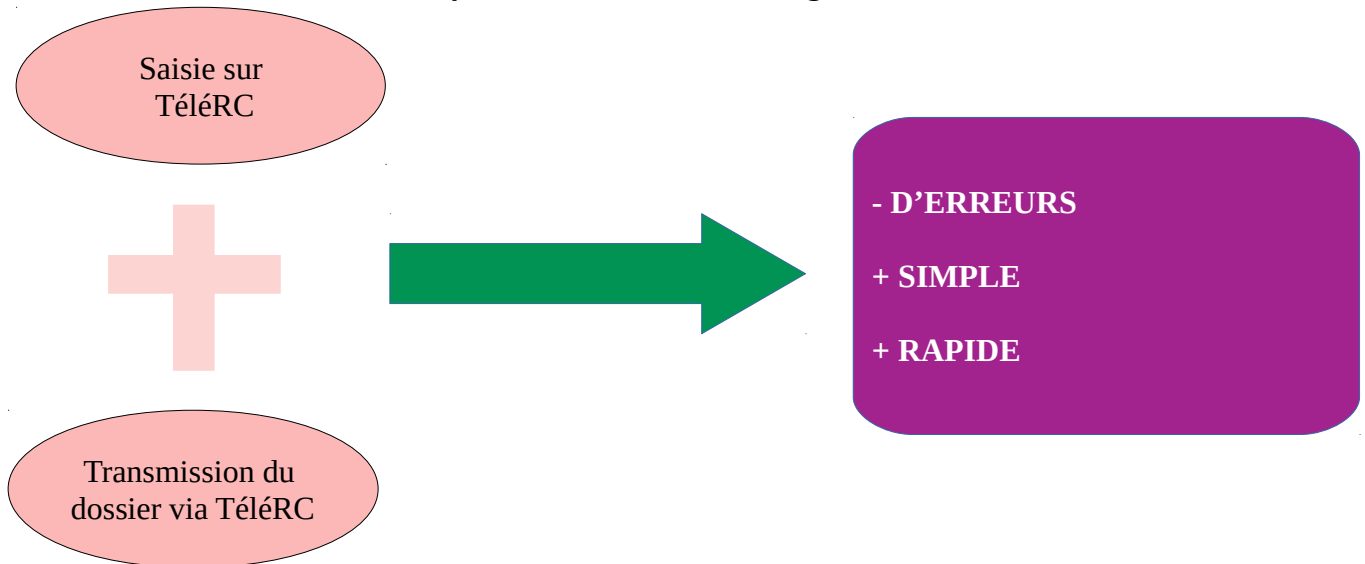 Saisie sur
TéléRC
- D’ERREURS
+ SIMPLE
+ RAPIDE
Transmission du
dossier via TéléRC